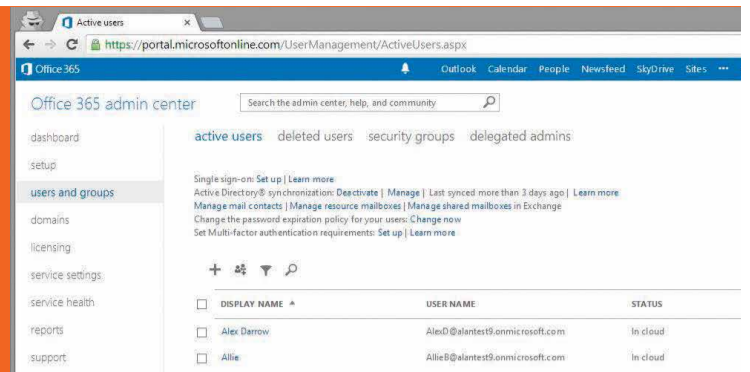 Active users
https://portal.microsoftonline.com/UserManagement/ActiveUsers.aspx
Office 365 Outlook Calendar People Newsfeed SkyDrive Sites ...
Office 365 admin center Search the admin center, help, and community
dashboard
setup
users and groups
domains
licensing
service settings
service health
reports
support
active users deleted users security groups delegated admins
Single sign-on: Set up | Learn more
Active Directory® synchronization: Deactivate | Manage | Last synced more than 3 days ago | Learn more
Manage mail contacts | Manage resource mailboxes | Manage shared mailboxes in Exchange
Change the password expiration policy for your users: Change now
Set Multi-factor authentication requirements: Set up | Learn more
DISPLAY NAME USER NAME STATUS
Alex Darrow AlexD@alantest9.onmicrosoft.com In cloud
Allie AllieB@alantest9.onmicrosoft.com In cloud